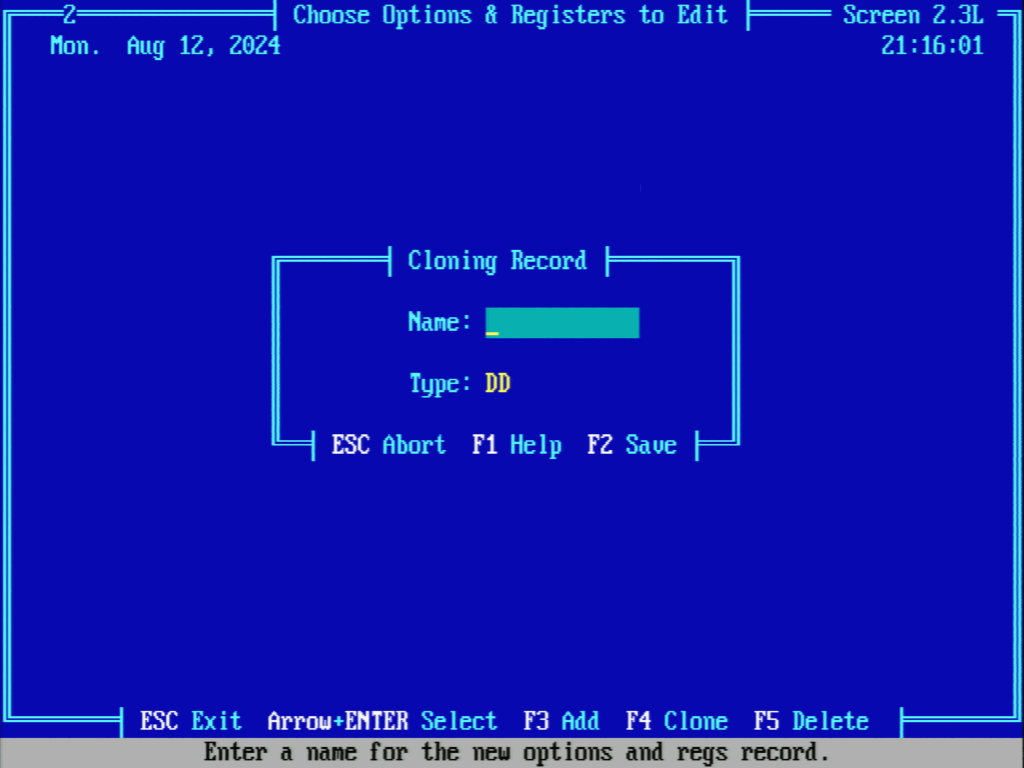 2 Choose Options & Registers to Edit Screen 2.3L
Mon. Aug 12, 2024 21:16:01
Cloning Record
Name: _
Type: DD
ESC Abort F1 Help F2 Save
ESC Exit Arrow+ENTER Select F3 Add F4 Clone F5 Delete
Enter a name for the new options and regs record.